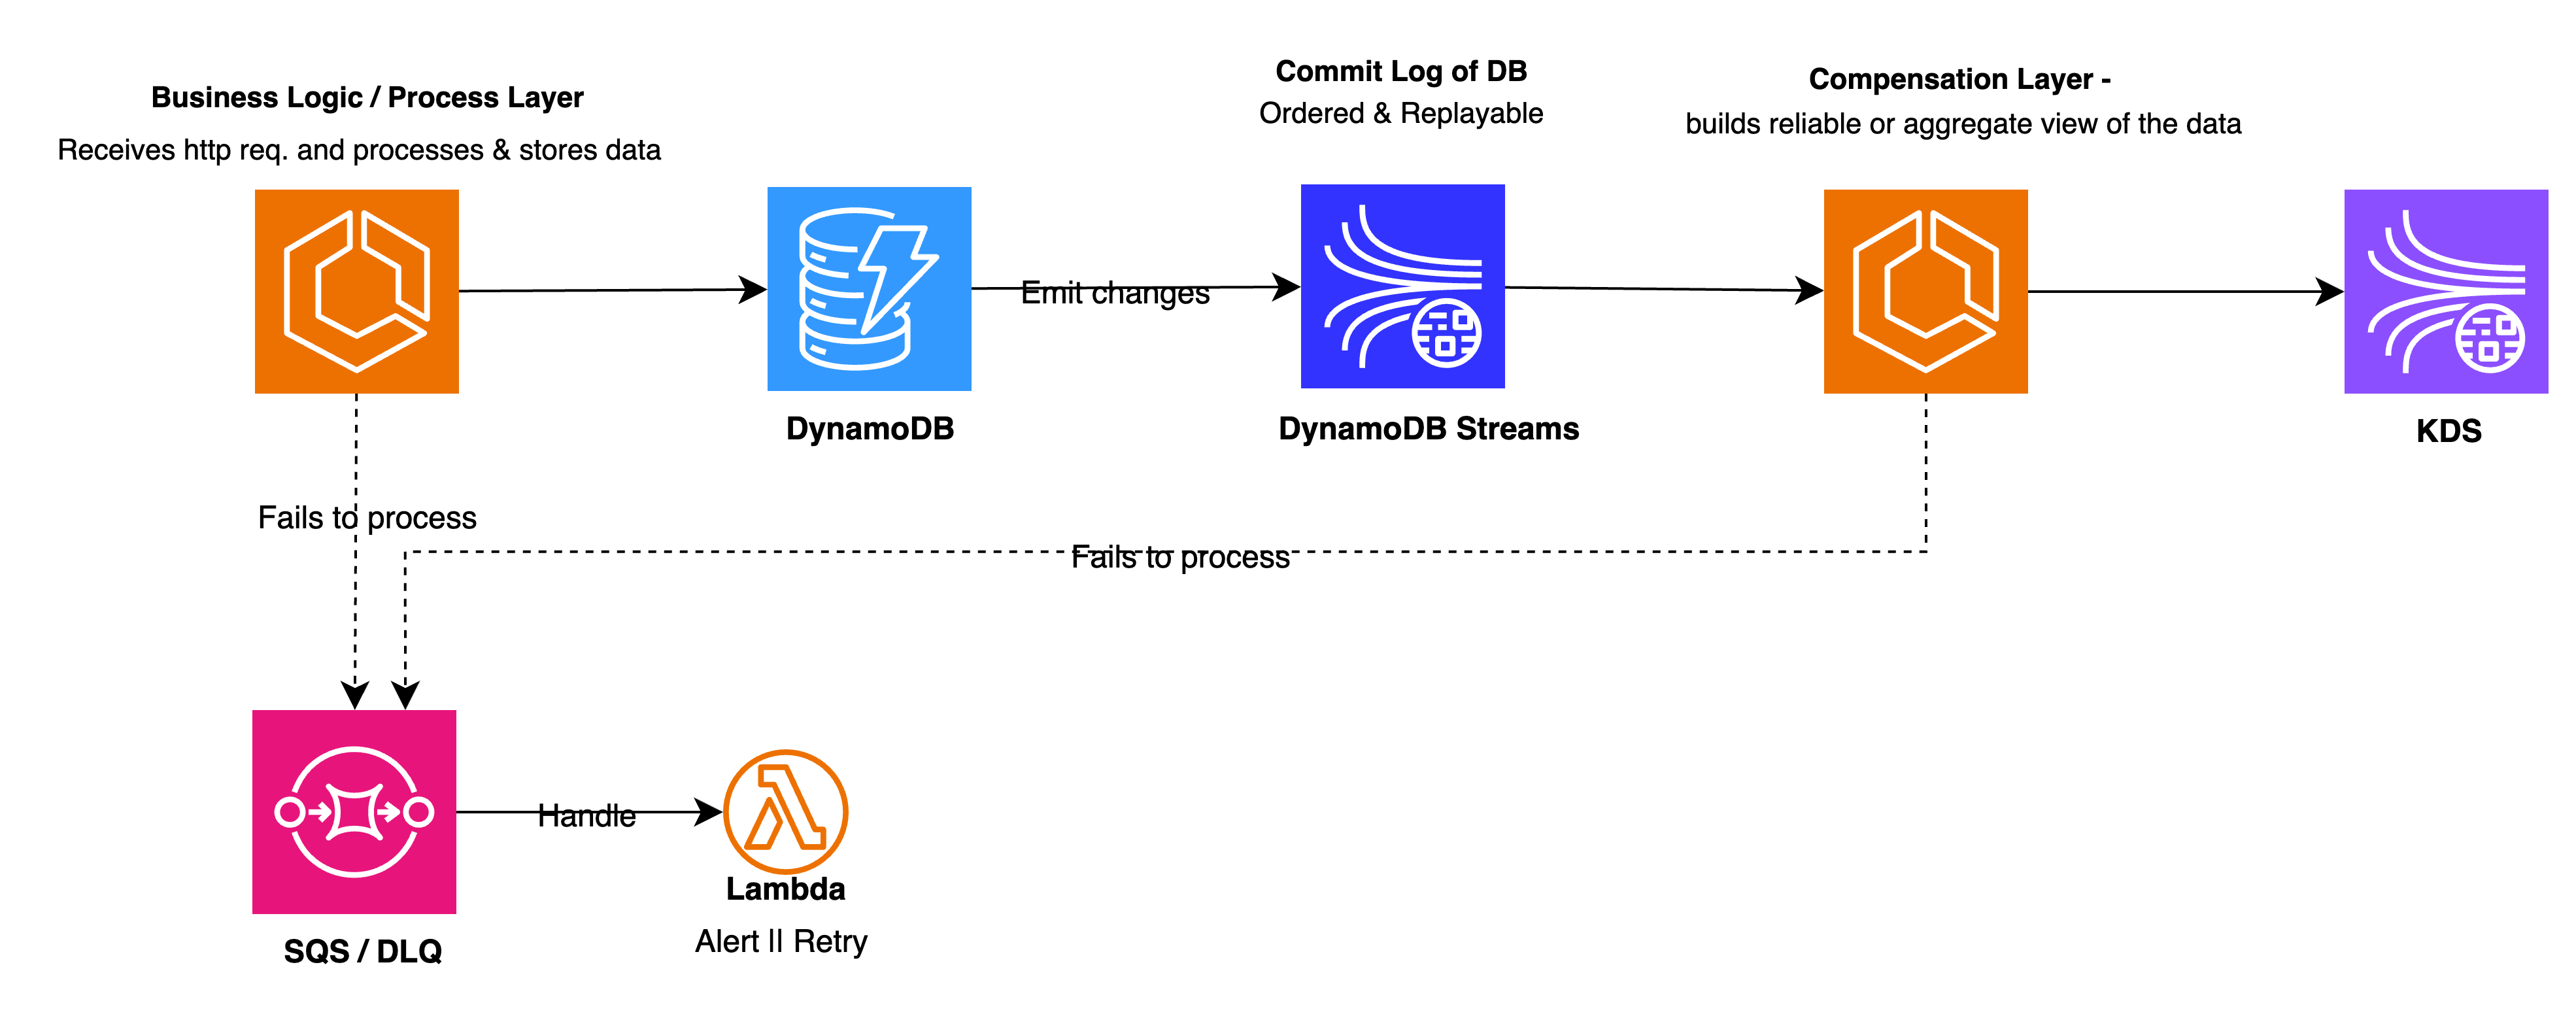 Business Logic / Process Layer
Receives http req. and processes & stores data
Commit Log of DB
Ordered & Replayable
Compensation Layer -
builds reliable or aggregate view of the data
Emit changes
DynamoDB
DynamoDB Streams
KDS
Fails to process
Fails to process
Handle
Lambda
Alert || Retry
SQS / DLQ